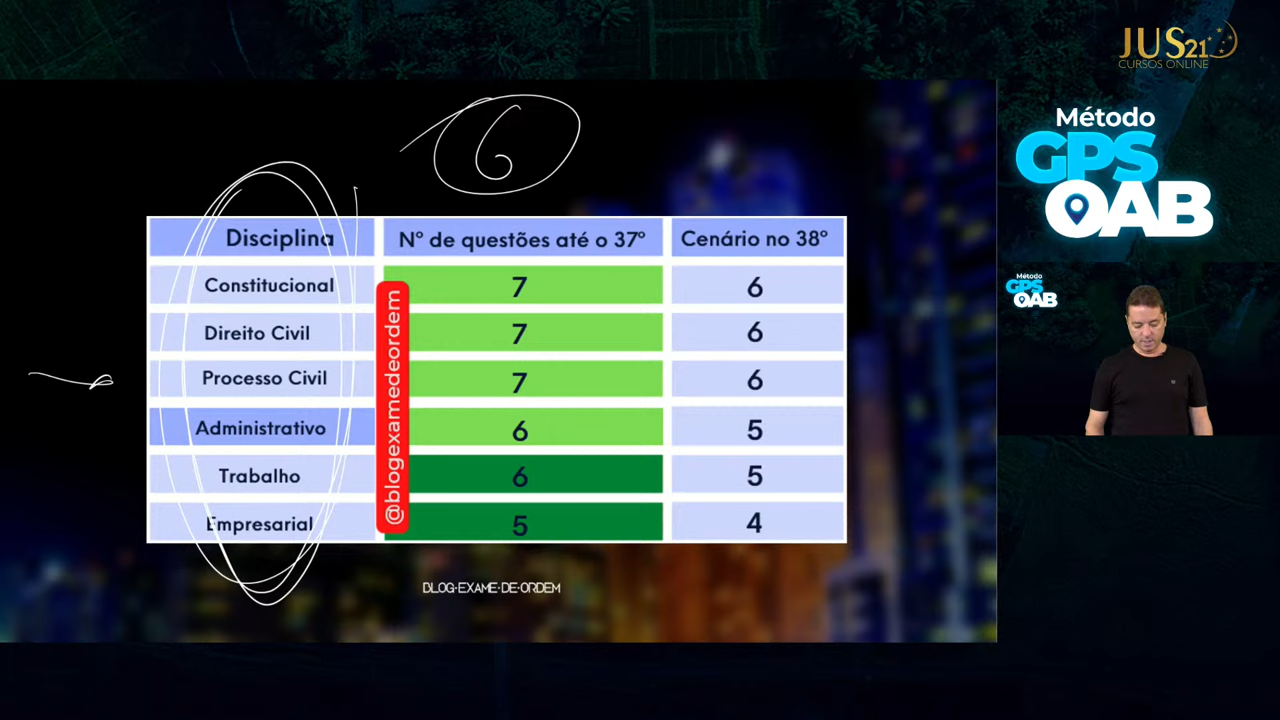 JUS21
CURSOS ONLINE
6
Método
GPS
OAB
Disciplina Nº de questões até o 37º Cenário no 38º
Constitucional 7 6
Direito Civil 7 6
Processo Civil 7 6
Administrativo 6 5
Trabalho 6 5
Empresarial 5 4
@blogexamedeordem
BLOG·EXAME·DE·ORDEM
Método
GPS
OAB